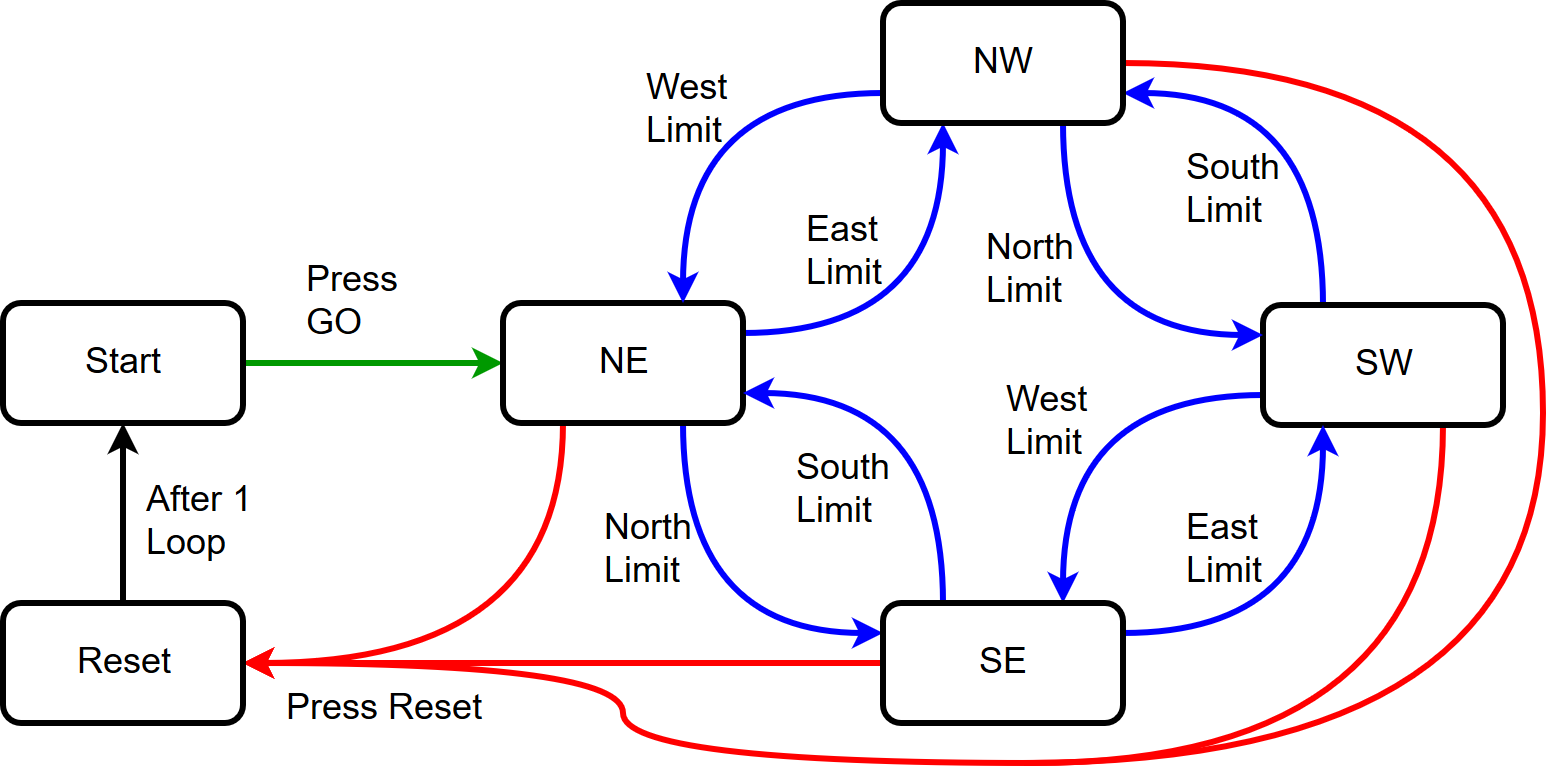 NW
West
Limit
South
Limit
East
Limit
North
Limit
Press
GO
Start
NE
SW
West
Limit
South
Limit
After 1
Loop
North
Limit
East
Limit
Reset
SE
Press Reset